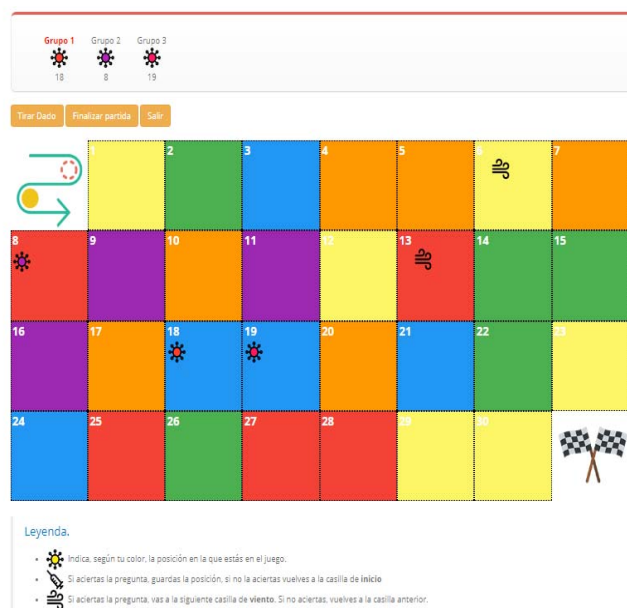 Grupo 1 Grupo 2 Grupo 3
18 8 19
Tirar Dado Finalizar partida Salir
1 2 3 4 5 6 7
8 9 10 11 12 13 14 15
16 17 18 19 20 21 22 23
24 25 26 27 28 29 30
Leyenda.
Indica, según tu color, la posición en la que estás en el juego.
Si aciertas la pregunta, guardas la posición, si no la aciertas vuelves a la casilla de inicio
Si aciertas la pregunta, vas a la siguiente casilla de viento. Si no aciertas, vuelves a la casilla anterior.